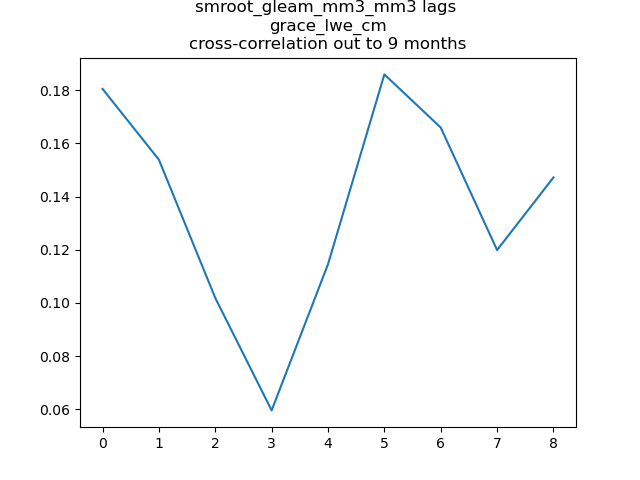 smroot_gleam_mm3_mm3 lags
grace_lwe_cm
cross-correlation out to 9 months
0.18
0.16
0.14
0.12
0.10
0.08
0.06
0 1 2 3 4 5 6 7 8